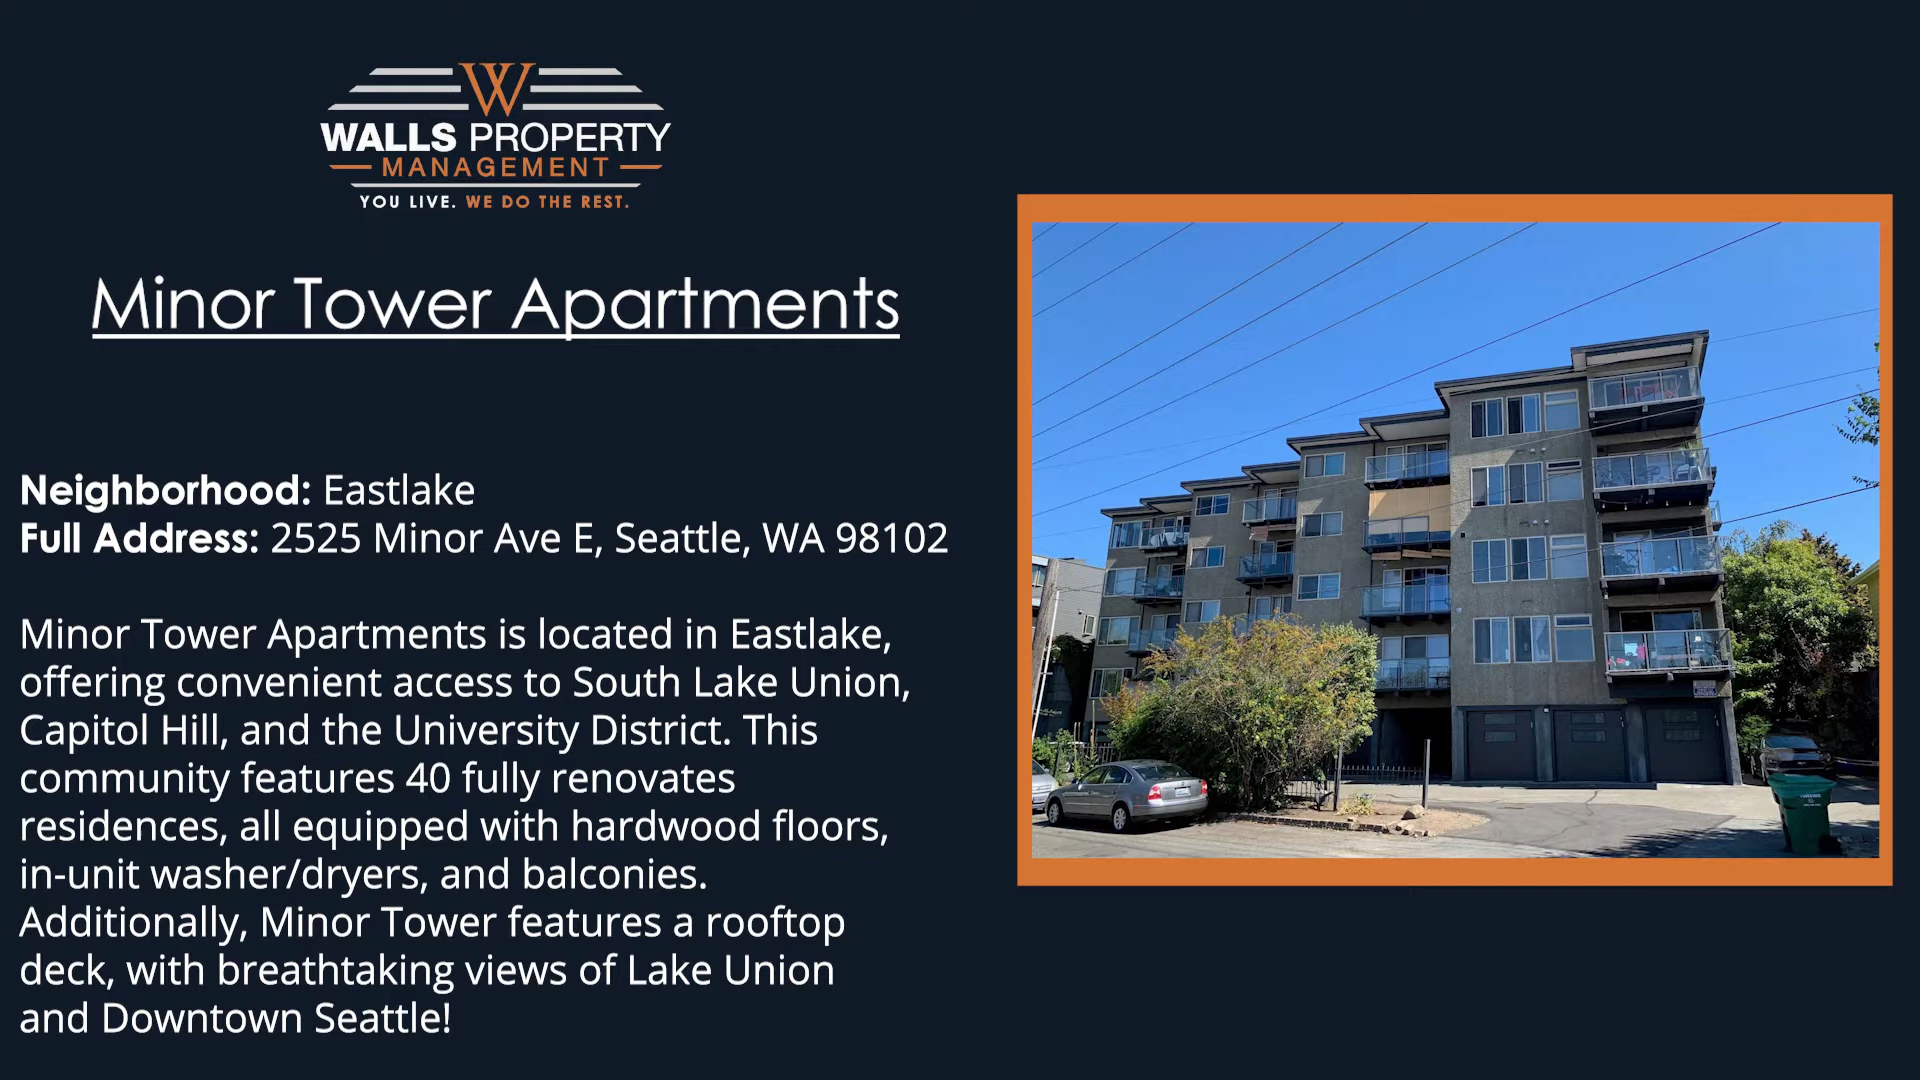 W
WALLS PROPERTY
MANAGEMENT
YOU LIVE. WE DO THE REST.
Minor Tower Apartments
Neighborhood: Eastlake
Full Address: 2525 Minor Ave E, Seattle, WA 98102
Minor Tower Apartments is located in Eastlake,
offering convenient access to South Lake Union,
Capitol Hill, and the University District. This
community features 40 fully renovates
residences, all equipped with hardwood floors,
in-unit washer/dryers, and balconies.
Additionally, Minor Tower features a rooftop
deck, with breathtaking views of Lake Union
and Downtown Seattle!